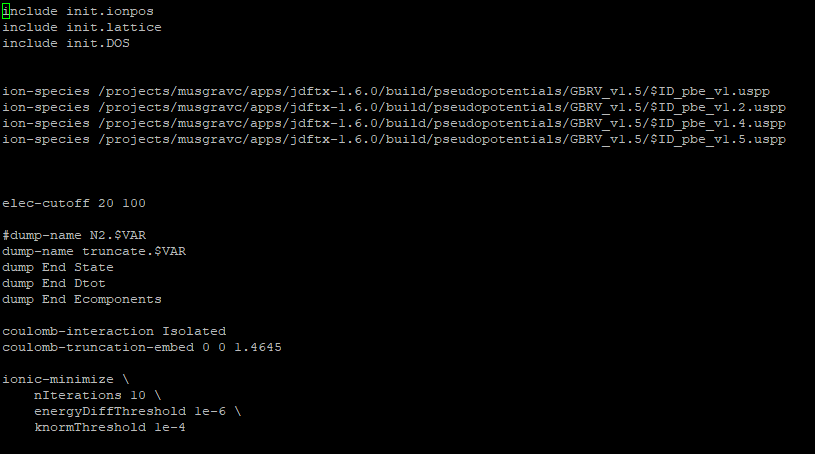 include init.ionpos
include init.lattice
include init.DOS
ion-species /projects/musgravc/apps/jdftx-1.6.0/build/pseudopotentials/GBRV_v1.5/$ID_pbe_v1.uspp
ion-species /projects/musgravc/apps/jdftx-1.6.0/build/pseudopotentials/GBRV_v1.5/$ID_pbe_v1.2.uspp
ion-species /projects/musgravc/apps/jdftx-1.6.0/build/pseudopotentials/GBRV_v1.5/$ID_pbe_v1.4.uspp
ion-species /projects/musgravc/apps/jdftx-1.6.0/build/pseudopotentials/GBRV_v1.5/$ID_pbe_v1.5.uspp
elec-cutoff 20 100
#dump-name N2.$VAR
dump-name truncate.$VAR
dump End State
dump End Dtot
dump End Ecomponents
coulomb-interaction Isolated
coulomb-truncation-embed 0 0 1.4645
ionic-minimize \
    nIterations 10 \
    energyDiffThreshold 1e-6 \
    knormThreshold 1e-4